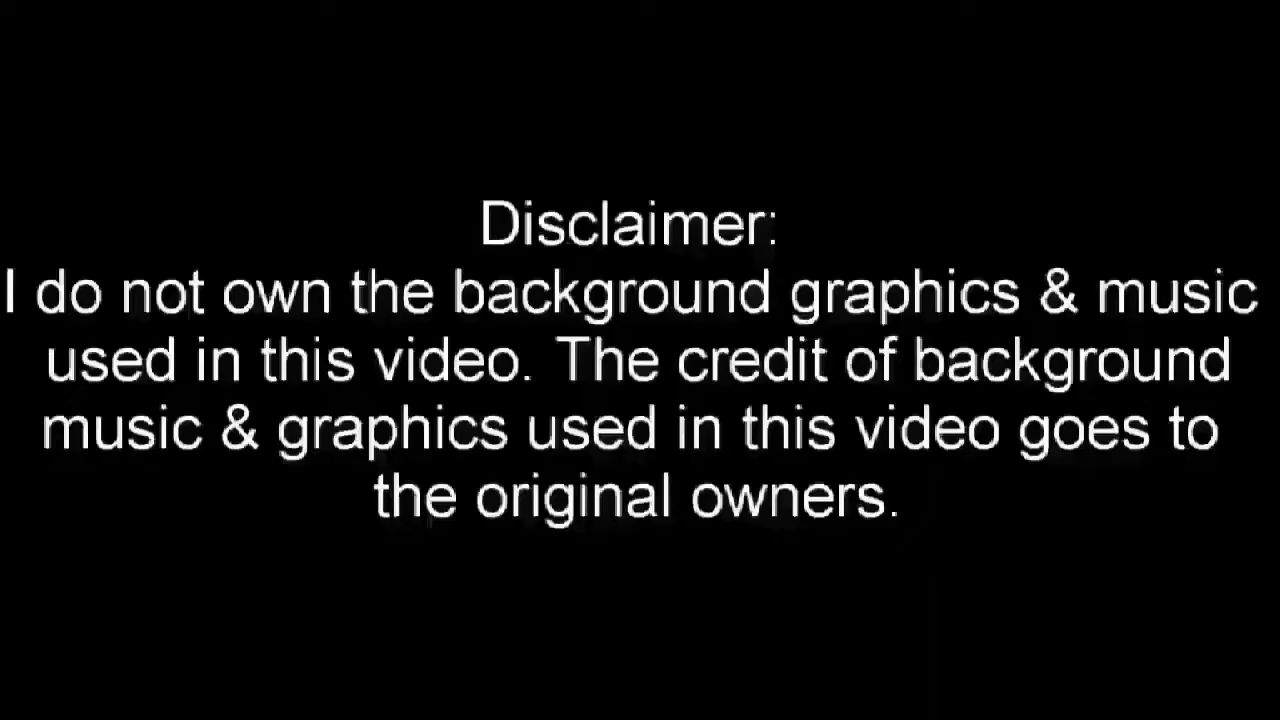 Disclaimer:
I do not own the background graphics & music
used in this video. The credit of background
music & graphics used in this video goes to
the original owners.